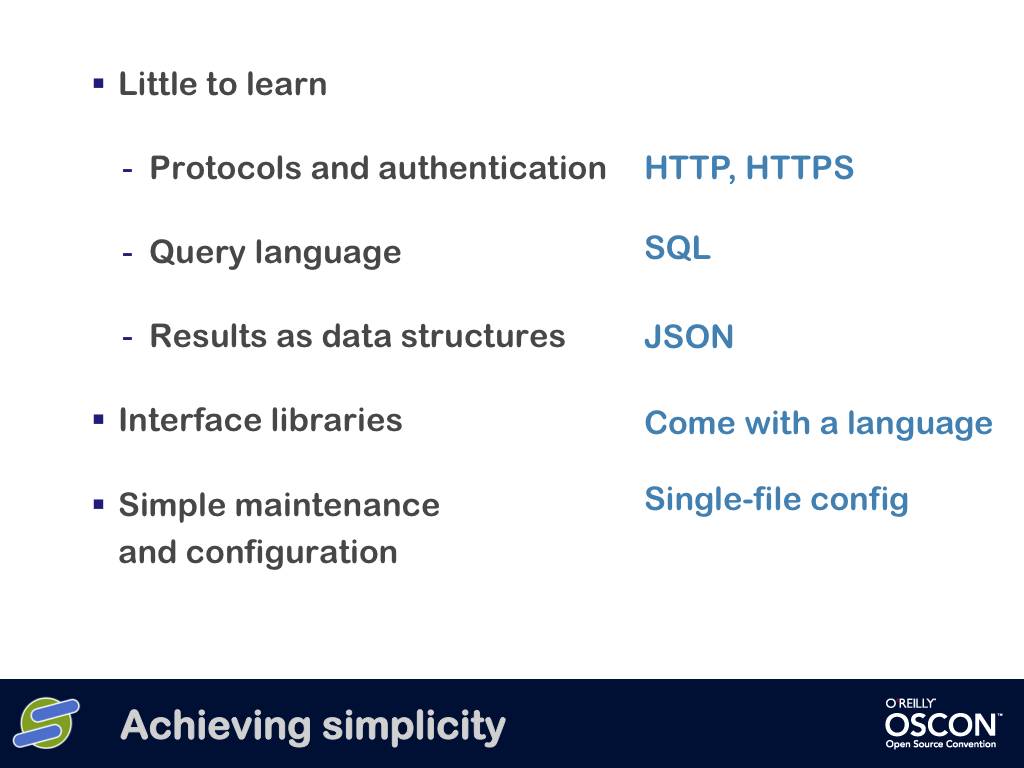 ▪ Little to learn
- Protocols and authentication HTTP, HTTPS
- Query language SQL
- Results as data structures JSON
▪ Interface libraries Come with a language
▪ Simple maintenance Single-file config
and configuration
Achieving simplicity
O'REILLY
OSCON™
Open Source Convention